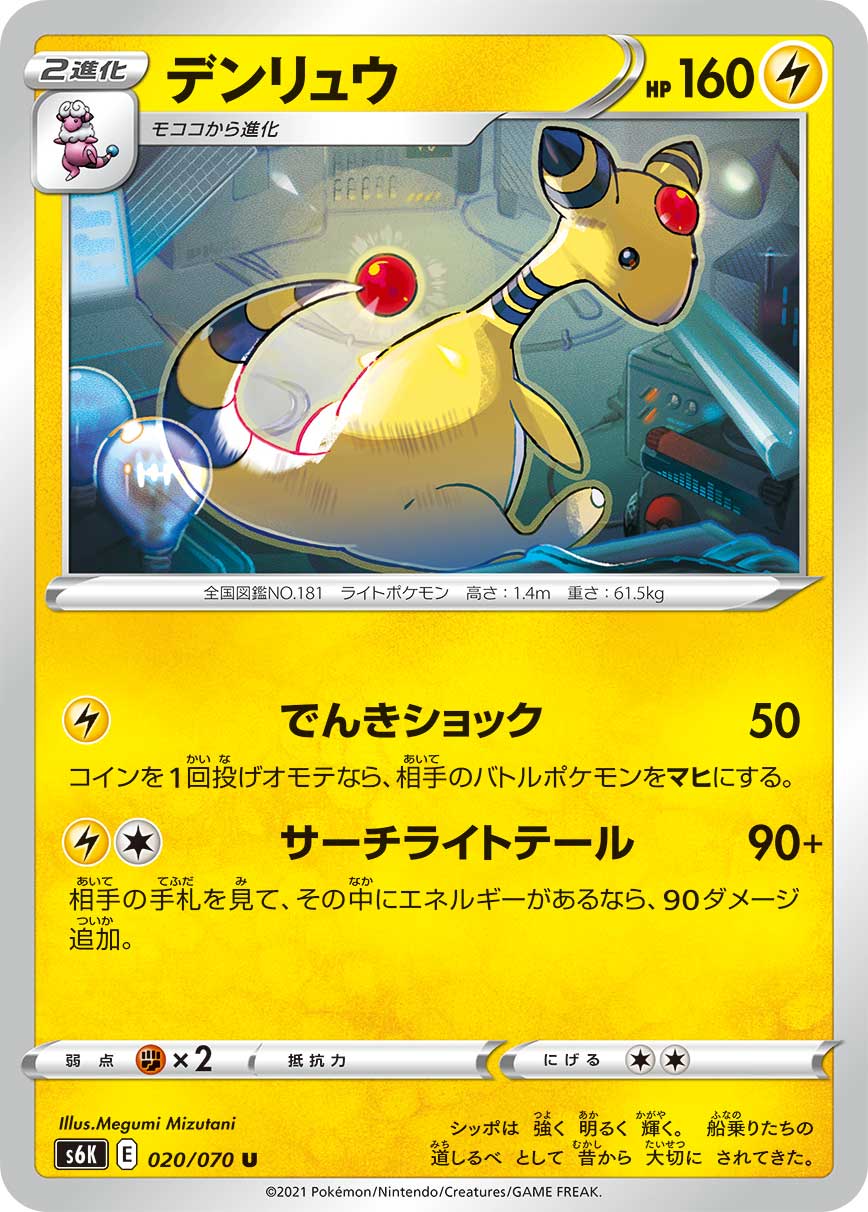 2進化
デンリュウ
HP 160
モココから進化
全国図鑑NO.181 ライトポケモン 高さ:1.4m 重さ:61.5kg
でんきショック 50
コインを1回投げオモテなら、相手のバトルポケモンをマヒにする。
サーチライトテール 90+
相手の手札を見て、その中にエネルギーがあるなら、90ダメージ
追加。
弱点 ×2 抵抗力 にげる
Illus.Megumi Mizutani
s6K E 020/070 U
シッポは 強く 明るく 輝く。 船乗りたちの
道しるべ として 昔から 大切に されてきた。
©2021 Pokémon/Nintendo/Creatures/GAME FREAK.